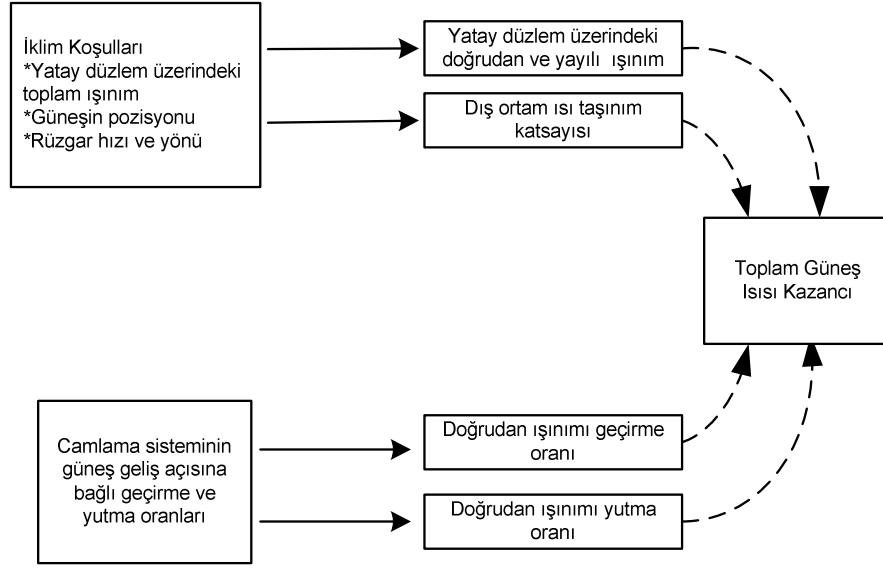 İklim Koşulları
*Yatay düzlem üzerindeki
toplam ışınım
*Güneşin pozisyonu
*Rüzgar hızı ve yönü
Yatay düzlem üzerindeki
doğrudan ve yayılı ışınım
Dış ortam ısı taşınım
katsayısı
Toplam Güneş
Isısı Kazancı
Camlama sisteminin
güneş geliş açısına
bağlı geçirme ve
yutma oranları
Doğrudan ışınımı geçirme
oranı
Doğrudan ışınımı yutma
oranı